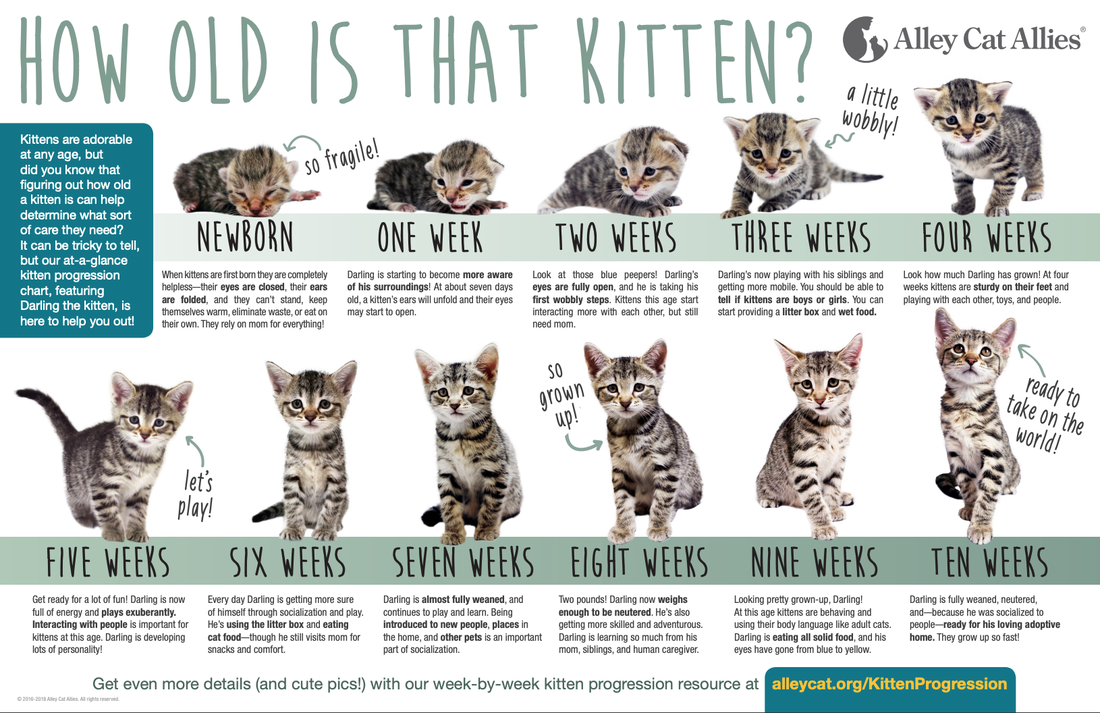 HOW OLD IS THAT KITTEN?
Alley Cat Allies®
Kittens are adorable
at any age, but
did you know that
figuring out how old
a kitten is can help
determine what sort
of care they need?
It can be tricky to tell,
but our at-a-glance
kitten progression
chart, featuring
Darling the kitten, is
here to help you out!
so fragile!
a little
wobbly!
NEWBORN
When kittens are first born they are completely
helpless—their eyes are closed, their ears
are folded, and they can't stand, keep
themselves warm, eliminate waste, or eat on
their own. They rely on mom for everything!
ONE WEEK
Darling is starting to become more aware
of his surroundings! At about seven days
old, a kitten's ears will unfold and their eyes
may start to open.
TWO WEEKS
Look at those blue peepers! Darling's
eyes are fully open, and he is taking his
first wobbly steps. Kittens this age start
interacting more with each other, but still
need mom.
THREE WEEKS
Darling's now playing with his siblings and
getting more mobile. You should be able to
tell if kittens are boys or girls. You can
start providing a litter box and wet food.
FOUR WEEKS
Look how much Darling has grown! At four
weeks kittens are sturdy on their feet and
playing with each other, toys, and people.
let's
play!
so
grown
up!
ready to
take on the
world!
FIVE WEEKS
Get ready for a lot of fun! Darling is now
full of energy and plays exuberantly.
Interacting with people is important for
kittens at this age. Darling is developing
lots of personality!
SIX WEEKS
Every day Darling is getting more sure
of himself through socialization and play.
He's using the litter box and eating
cat food—though he still visits mom for
snacks and comfort.
SEVEN WEEKS
Darling is almost fully weaned, and
continues to play and learn. Being
introduced to new people, places in
the home, and other pets is an important
part of socialization.
EIGHT WEEKS
Two pounds! Darling now weighs
enough to be neutered. He's also
getting more skilled and adventurous.
Darling is learning so much from his
mom, siblings, and human caregiver.
NINE WEEKS
Looking pretty grown-up, Darling!
At this age kittens are behaving and
using their body language like adult cats.
Darling is eating all solid food, and his
eyes have gone from blue to yellow.
TEN WEEKS
Darling is fully weaned, neutered,
and—because he was socialized to
people—ready for his loving adoptive
home. They grow up so fast!
Get even more details (and cute pics!) with our week-by-week kitten progression resource at alleycat.org/KittenProgression
© 2016-2018 Alley Cat Allies. All rights reserved.